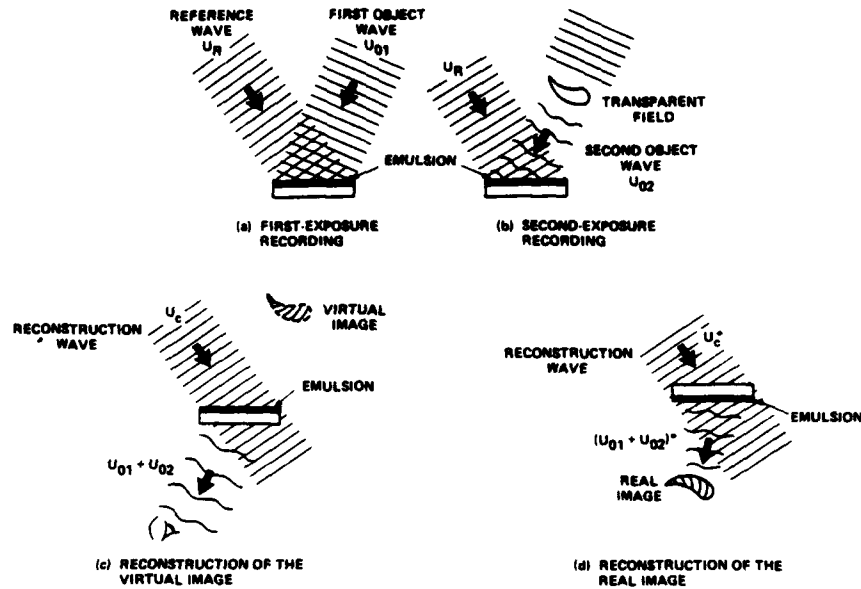 REFERENCE
WAVE
U_R
FIRST OBJECT
WAVE
U_01
EMULSION
(a) FIRST-EXPOSURE
RECORDING
U_R
TRANSPARENT
FIELD
SECOND OBJECT
WAVE
U_02
(b) SECOND-EXPOSURE
RECORDING
U_c
RECONSTRUCTION
WAVE
VIRTUAL
IMAGE
EMULSION
U_01 + U_02
(c) RECONSTRUCTION OF THE
VIRTUAL IMAGE
U_c*
RECONSTRUCTION
WAVE
EMULSION
(U_01 + U_02)*
REAL
IMAGE
(d) RECONSTRUCTION OF THE
REAL IMAGE